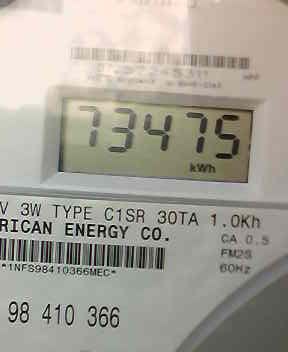 73475
kWh
V 3W TYPE C1SR 30TA 1.0Kh
RICAN ENERGY CO.
CA 0.5
FM2S
60Hz
*1NFS98410366MEC*
98 410 366